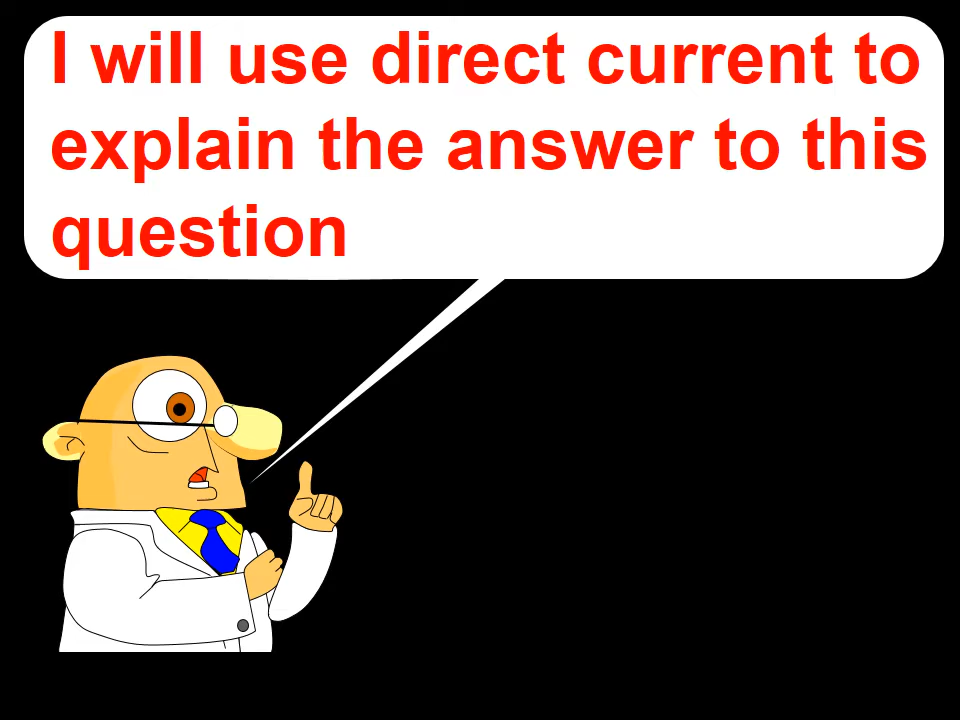 I will use direct current to
explain the answer to this
question